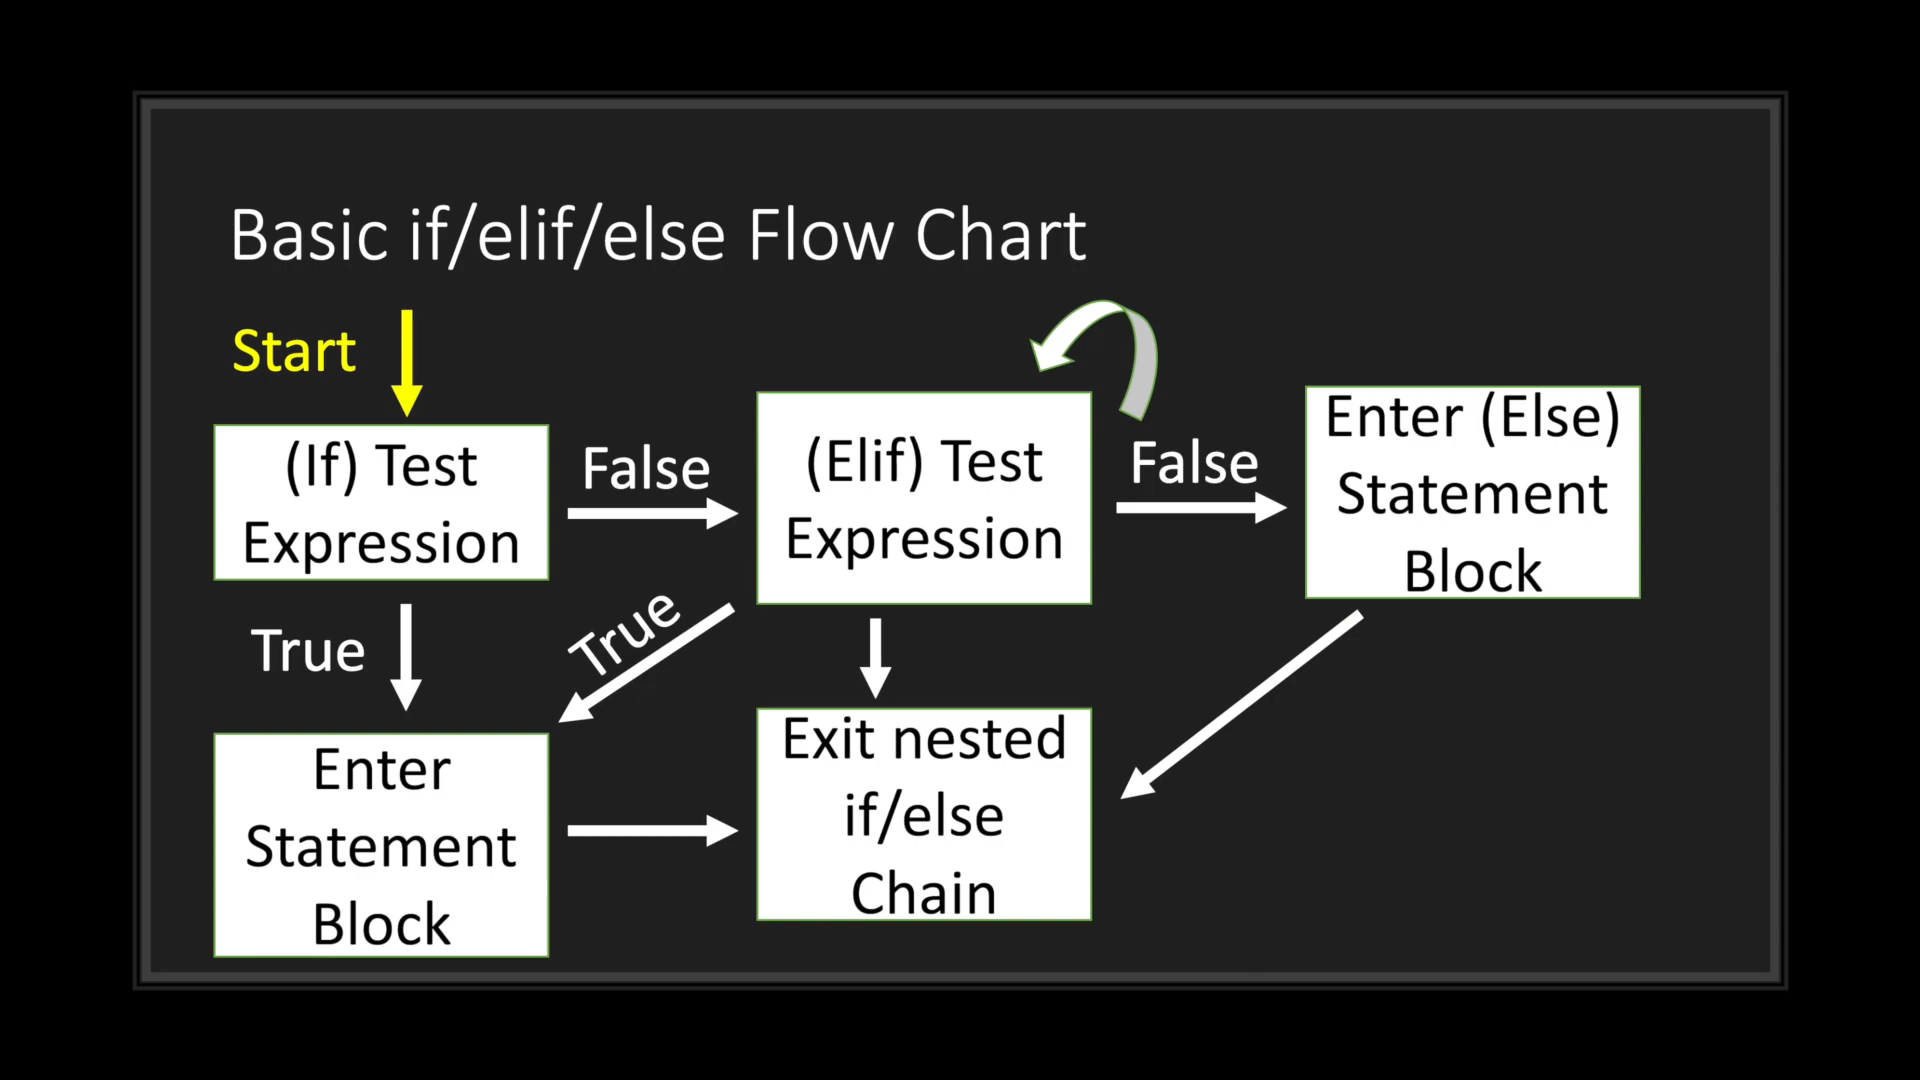 Basic if/elif/else Flow Chart
Start
(If) Test
Expression
False
(Elif) Test
Expression
False
Enter (Else)
Statement
Block
True
True
Enter
Statement
Block
Exit nested
if/else
Chain